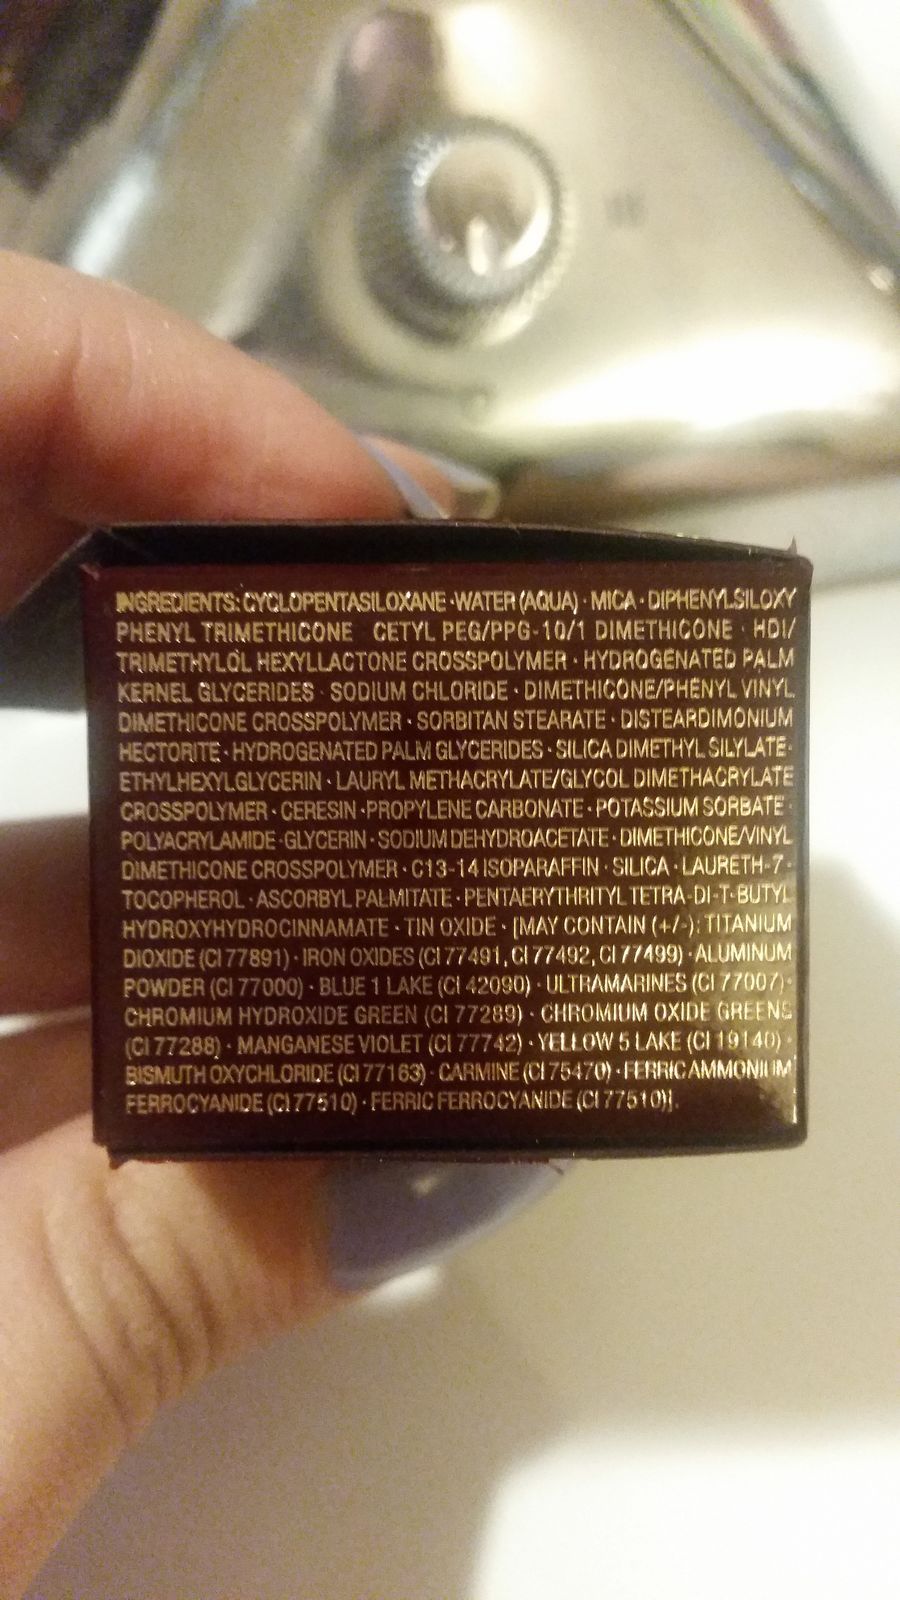 INGREDIENTS: CYCLOPENTASILOXANE · WATER (AQUA) · MICA · DIPHENYLSILOXY
PHENYL TRIMETHICONE CETYL PEG/PPG-10/1 DIMETHICONE · HDI/
TRIMETHYLOL HEXYLLACTONE CROSSPOLYMER · HYDROGENATED PALM
KERNEL GLYCERIDES · SODIUM CHLORIDE · DIMETHICONE/PHENYL VINYL
DIMETHICONE CROSSPOLYMER · SORBITAN STEARATE · DISTEARDIMONIUM
HECTORITE · HYDROGENATED PALM GLYCERIDES · SILICA DIMETHYL SILYLATE ·
ETHYLHEXYLGLYCERIN · LAURYL METHACRYLATE/GLYCOL DIMETHACRYLATE
CROSSPOLYMER · CERESIN · PROPYLENE CARBONATE · POTASSIUM SORBATE ·
POLYACRYLAMIDE · GLYCERIN · SODIUM DEHYDROACETATE · DIMETHICONE/VINYL
DIMETHICONE CROSSPOLYMER · C13-14 ISOPARAFFIN · SILICA · LAURETH-7 ·
TOCOPHEROL · ASCORBYL PALMITATE · PENTAERYTHRITYL TETRA-DI-T-BUTYL
HYDROXYHYDROCINNAMATE · TIN OXIDE · [MAY CONTAIN (+/-): TITANIUM
DIOXIDE (CI 77891) · IRON OXIDES (CI 77491, CI 77492, CI 77499) · ALUMINUM
POWDER (CI 77000) · BLUE 1 LAKE (CI 42090) · ULTRAMARINES (CI 77007) ·
CHROMIUM HYDROXIDE GREEN (CI 77289) · CHROMIUM OXIDE GREENS
(CI 77288) · MANGANESE VIOLET (CI 77742) · YELLOW 5 LAKE (CI 19140) ·
BISMUTH OXYCHLORIDE (CI 77163) · CARMINE (CI 75470) · FERRIC AMMONIUM
FERROCYANIDE (CI 77510) · FERRIC FERROCYANIDE (CI 77510)].